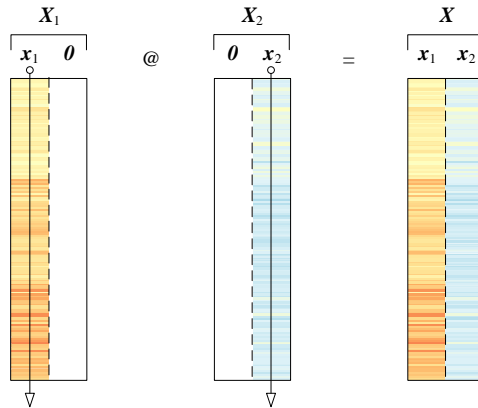 X₁ X₂ X
x₁ 0 @ 0 x₂ = x₁ x₂